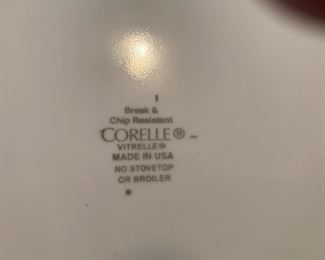 Break &
Chip Resistant
CORELLE®
VITRELLE®
MADE IN USA
NO STOVETOP
OR BROILER